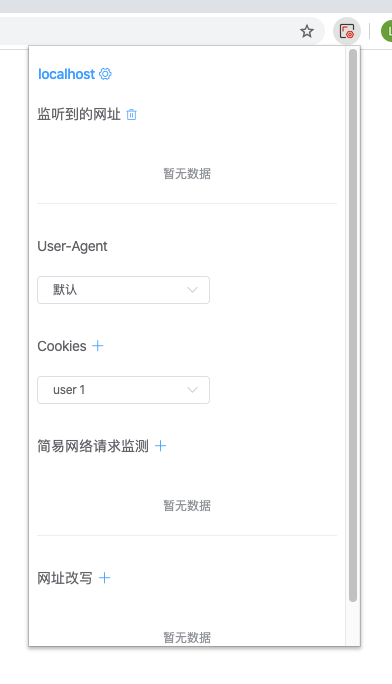 localhost
监听到的网址
暂无数据
User-Agent
默认
Cookies
user 1
简易网络请求监测
暂无数据
网址改写
暂无数据